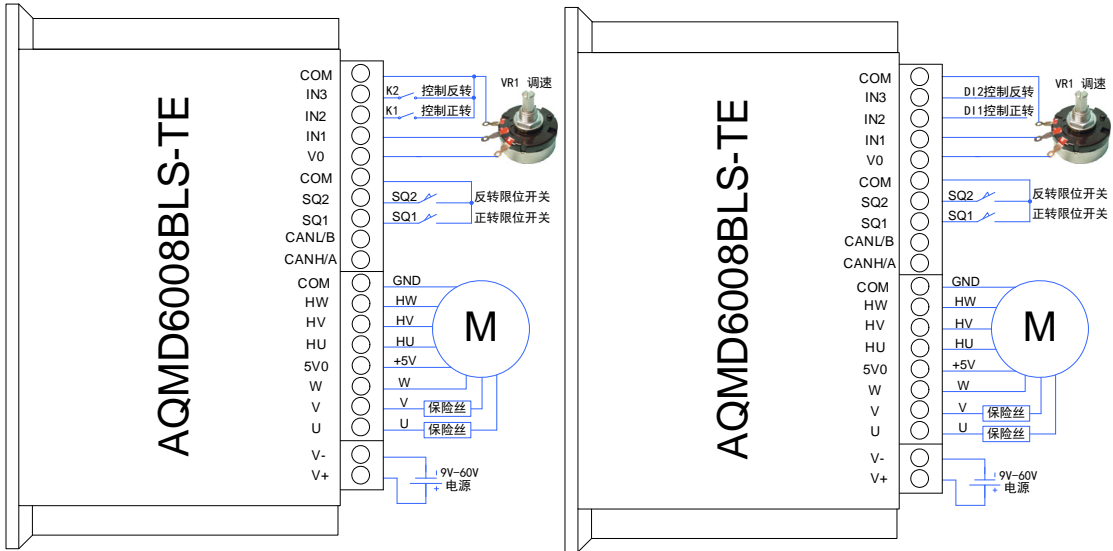 AQMD6008BLS-TE
COM
IN3
IN2
IN1
V0
COM
SQ2
SQ1
CANL/B
CANH/A
COM
HW
HV
HU
5V0
W
V
U
V-
V+
K2 控制反转
K1 控制正转
VR1 调速
SQ2 反转限位开关
SQ1 正转限位开关
GND
HW
HV
HU
+5V
W
V 保险丝
U 保险丝
M
9V-60V
电源
AQMD6008BLS-TE
COM
IN3
IN2
IN1
V0
COM
SQ2
SQ1
CANL/B
CANH/A
COM
HW
HV
HU
5V0
W
V
U
V-
V+
DI2控制反转
DI1控制正转
VR1 调速
SQ2 反转限位开关
SQ1 正转限位开关
GND
HW
HV
HU
+5V
W
V 保险丝
U 保险丝
M
9V-60V
电源